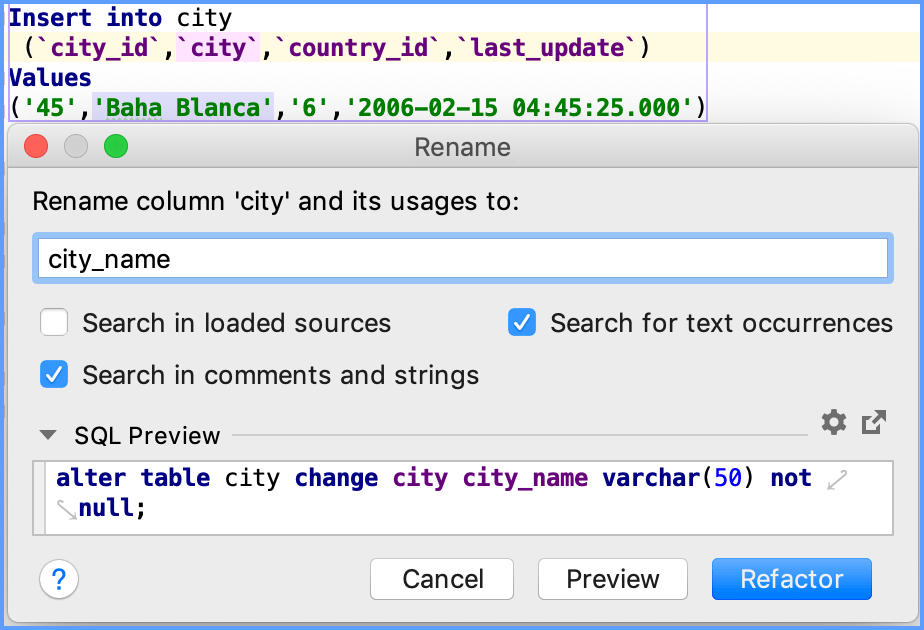 Insert into city
(`city_id`,`city`,`country_id`,`last_update`)
Values
('45','Baha Blanca','6','2006-02-15 04:45:25.000')
Rename
Rename column 'city' and its usages to:
city_name
Search in loaded sources
Search for text occurrences
Search in comments and strings
SQL Preview
alter table city change city city_name varchar(50) not
null;
?
Cancel
Preview
Refactor